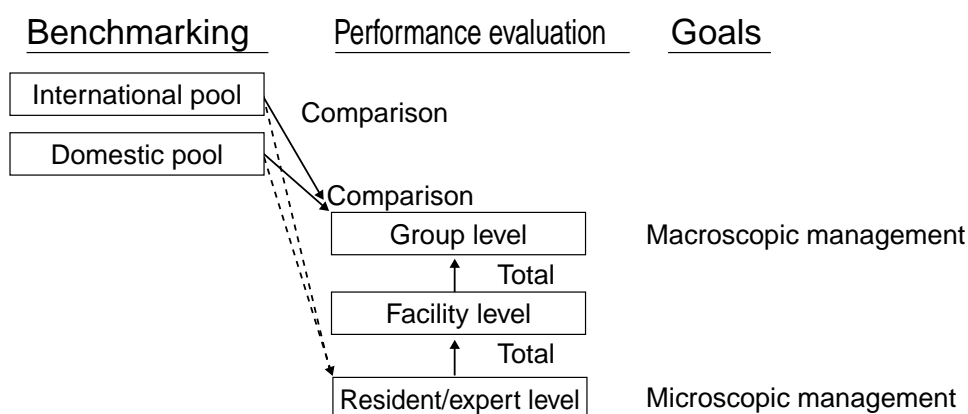 Benchmarking
Performance evaluation
Goals
International pool
Comparison
Domestic pool
Comparison
Group level
Macroscopic management
Total
Facility level
Total
Resident/expert level
Microscopic management